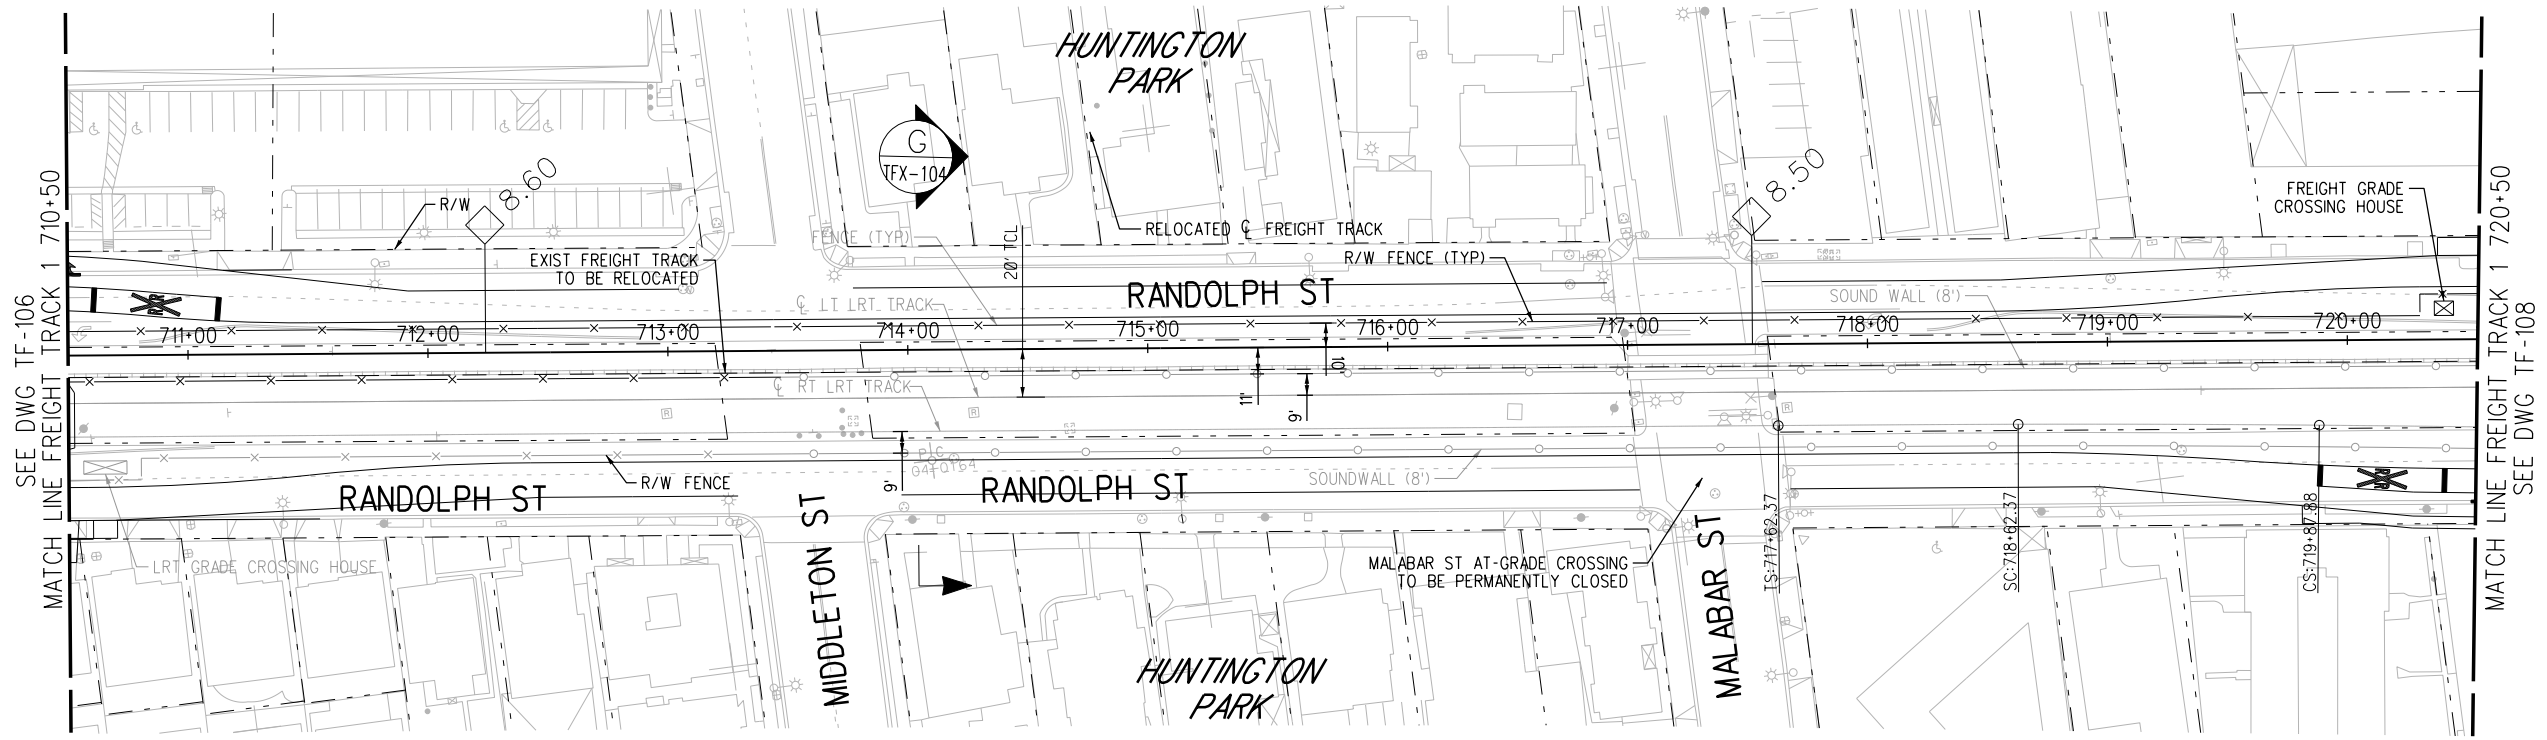 HUNTINGTON
PARK
G
TFX-104
8.60
8.50
R/W
FREIGHT GRADE
CROSSING HOUSE
RELOCATED ℄ FREIGHT TRACK
FENCE (TYP)
20' TCL
EXIST FREIGHT TRACK
TO BE RELOCATED
R/W FENCE (TYP)
RANDOLPH ST
℄ LT LRT TRACK
SOUND WALL (8')
711+00
712+00
713+00
714+00
715+00
716+00
717+00
718+00
719+00
720+00
10'
11'
9'
℄ RT LRT TRACK
R
R
R
RXR
RXR
9'
R/W FENCE
RANDOLPH ST
RANDOLPH ST
SOUNDWALL (8')
LRT GRADE CROSSING HOUSE
MIDDLETON ST
MALABAR ST AT-GRADE CROSSING
TO BE PERMANENTLY CLOSED
MALABAR ST
TS:717+62.37
SC:718+62.37
CS:719+87.88
HUNTINGTON
PARK
SEE DWG TF-106
MATCH LINE FREIGHT TRACK 1 710+50
MATCH LINE FREIGHT TRACK 1 720+50
SEE DWG TF-108